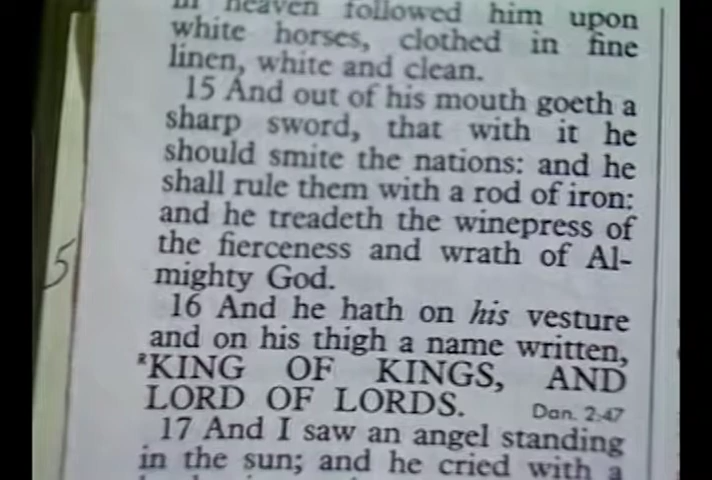 in heaven followed him upon
white horses, clothed in fine
linen, white and clean.
15 And out of his mouth goeth a
sharp sword, that with it he
should smite the nations: and he
shall rule them with a rod of iron:
and he treadeth the winepress of
the fierceness and wrath of Al-
mighty God.
16 And he hath on his vesture
and on his thigh a name written,
ᴿKING OF KINGS, AND
LORD OF LORDS. Dan. 2:47
17 And I saw an angel standing
in the sun; and he cried with a
5